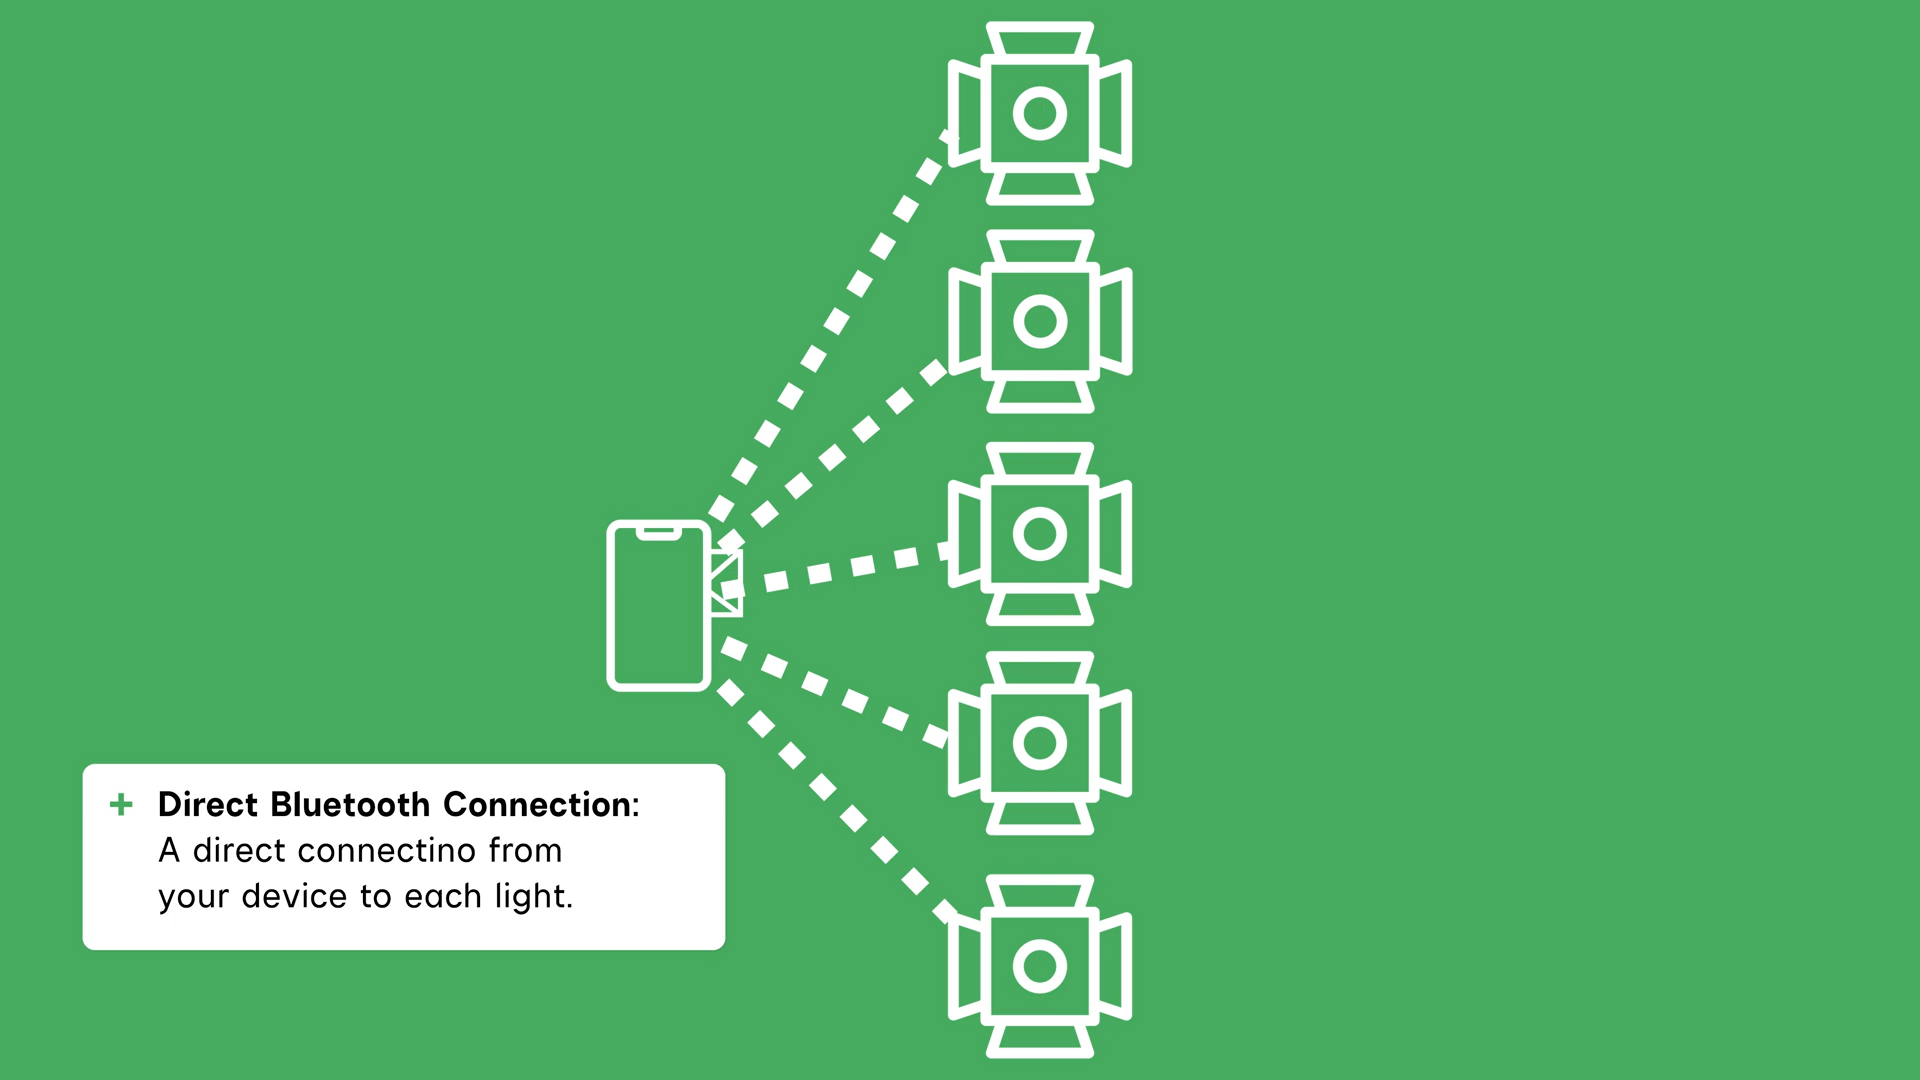 + Direct Bluetooth Connection:
A direct connectino from
your device to each light.